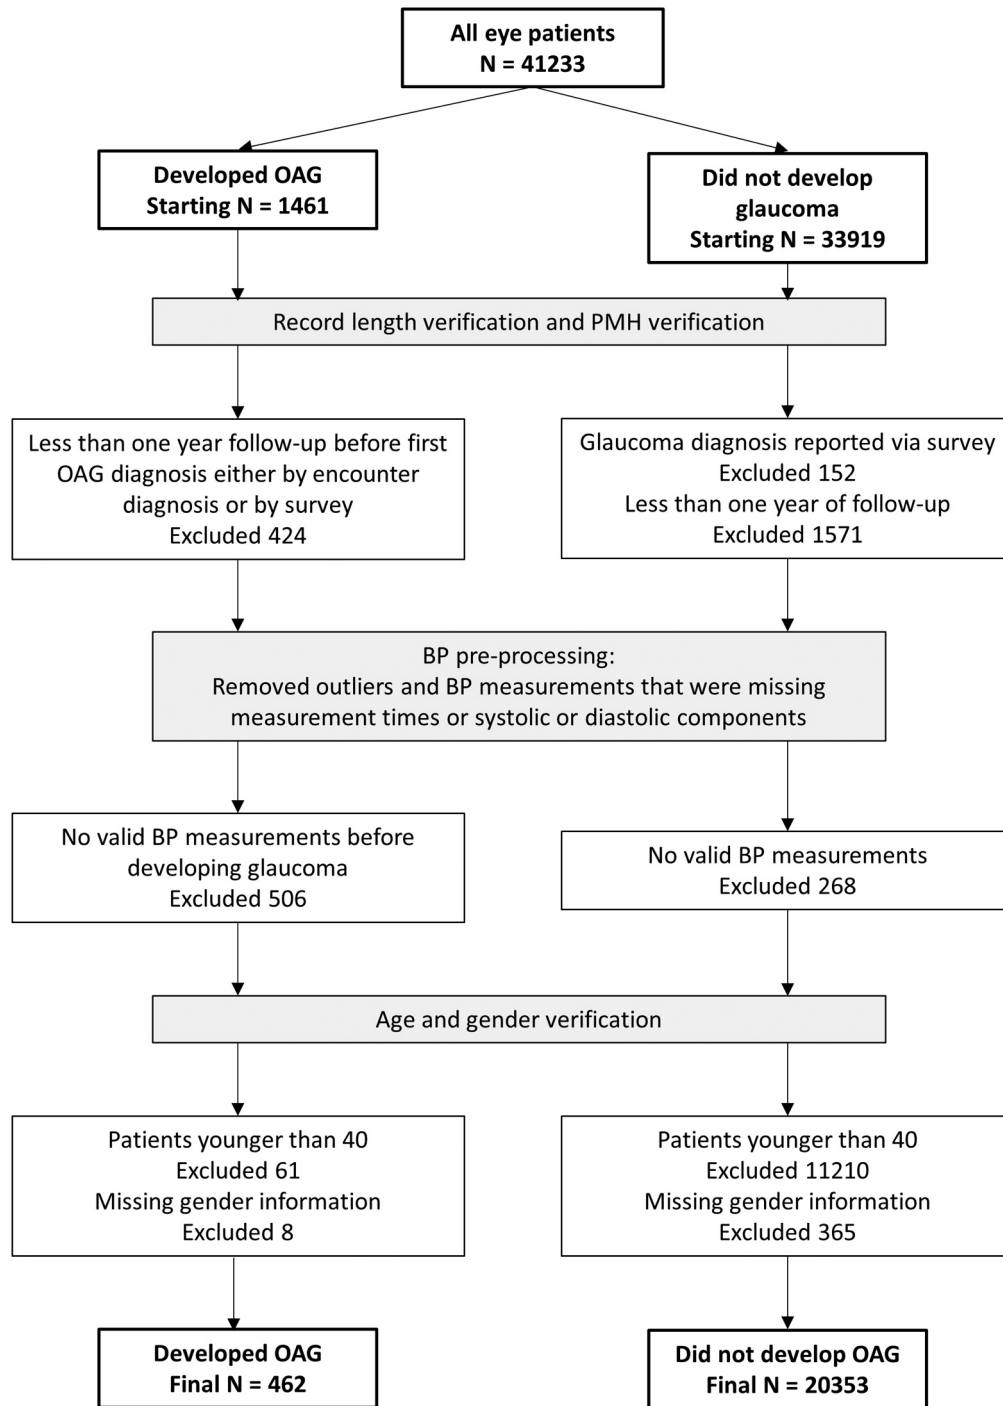 All eye patients
N = 41233
Developed OAG
Starting N = 1461
Did not develop
glaucoma
Starting N = 33919
Record length verification and PMH verification
Less than one year follow-up before first
OAG diagnosis either by encounter
diagnosis or by survey
Excluded 424
Glaucoma diagnosis reported via survey
Excluded 152
Less than one year of follow-up
Excluded 1571
BP pre-processing:
Removed outliers and BP measurements that were missing
measurement times or systolic or diastolic components
No valid BP measurements before
developing glaucoma
Excluded 506
No valid BP measurements
Excluded 268
Age and gender verification
Patients younger than 40
Excluded 61
Missing gender information
Excluded 8
Patients younger than 40
Excluded 11210
Missing gender information
Excluded 365
Developed OAG
Final N = 462
Did not develop OAG
Final N = 20353